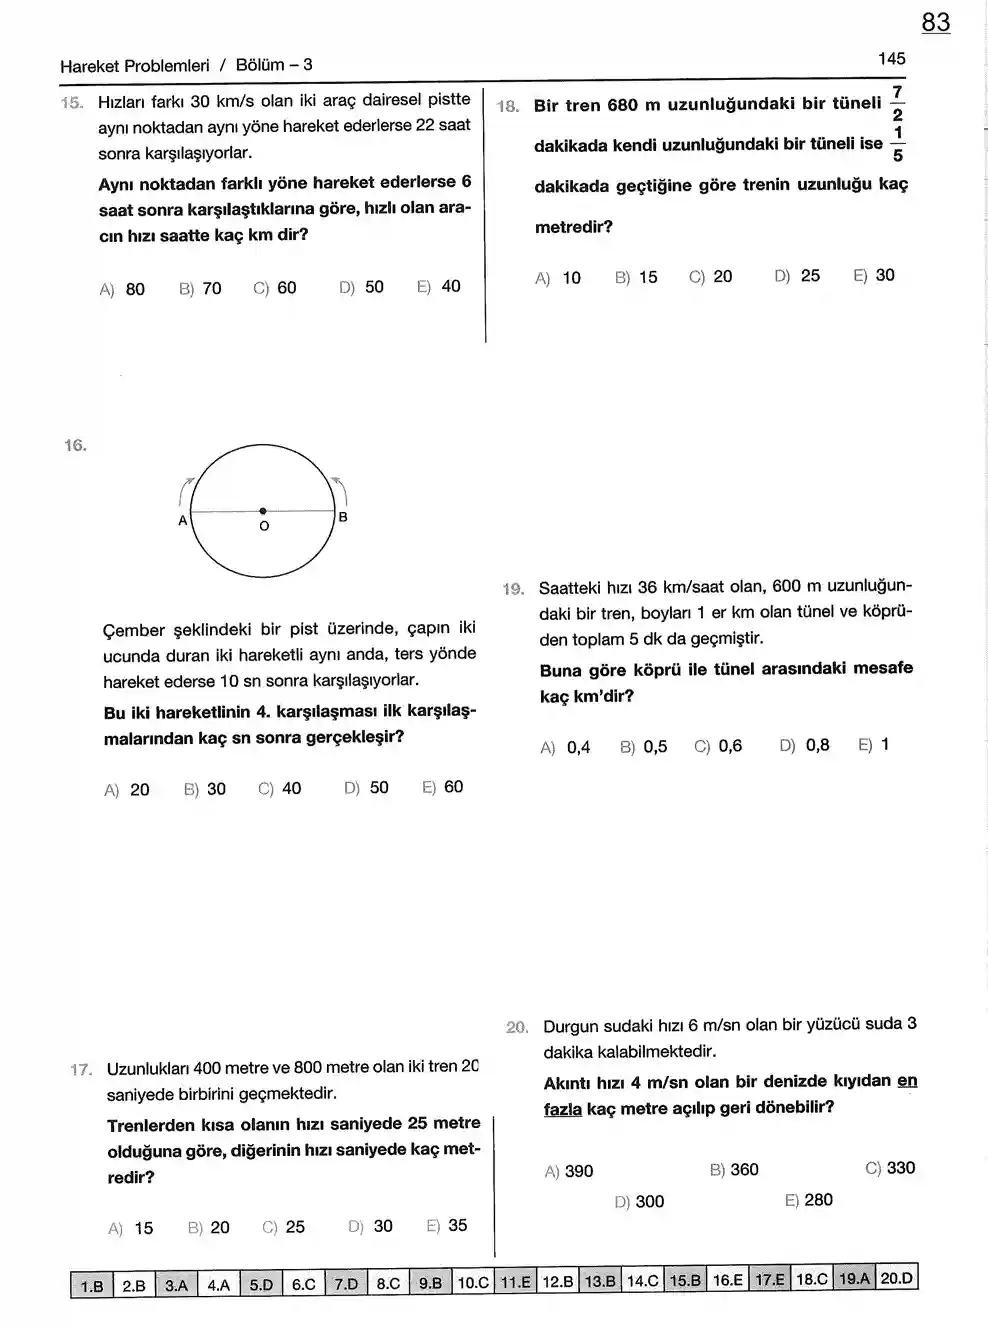 83
Hareket Problemleri / Bölüm – 3
145
15. Hızları farkı 30 km/s olan iki araç dairesel pistte
aynı noktadan aynı yöne hareket ederlerse 22 saat
sonra karşılaşıyorlar.
Aynı noktadan farklı yöne hareket ederlerse 6
saat sonra karşılaştıklarına göre, hızlı olan ara-
cın hızı saatte kaç km dir?
A) 80 B) 70 C) 60 D) 50 E) 40
16.
A
O
B
Çember şeklindeki bir pist üzerinde, çapın iki
ucunda duran iki hareketli aynı anda, ters yönde
hareket ederse 10 sn sonra karşılaşıyorlar.
Bu iki hareketlinin 4. karşılaşması ilk karşılaş-
malarından kaç sn sonra gerçekleşir?
A) 20 B) 30 C) 40 D) 50 E) 60
17. Uzunlukları 400 metre ve 800 metre olan iki tren 20
saniyede birbirini geçmektedir.
Trenlerden kısa olanın hızı saniyede 25 metre
olduğuna göre, diğerinin hızı saniyede kaç met-
redir?
A) 15 B) 20 C) 25 D) 30 E) 35
18. Bir tren 680 m uzunluğundaki bir tüneli 7/2
dakikada kendi uzunluğundaki bir tüneli ise 1/5
dakikada geçtiğine göre trenin uzunluğu kaç
metredir?
A) 10 B) 15 C) 20 D) 25 E) 30
19. Saatteki hızı 36 km/saat olan, 600 m uzunluğun-
daki bir tren, boyları 1 er km olan tünel ve köprü-
den toplam 5 dk da geçmiştir.
Buna göre köprü ile tünel arasındaki mesafe
kaç km'dir?
A) 0,4 B) 0,5 C) 0,6 D) 0,8 E) 1
20. Durgun sudaki hızı 6 m/sn olan bir yüzücü suda 3
dakika kalabilmektedir.
Akıntı hızı 4 m/sn olan bir denizde kıyıdan en
fazla kaç metre açılıp geri dönebilir?
A) 390 B) 360 C) 330
D) 300 E) 280
1.B 2.B 3.A 4.A 5.D 6.C 7.D 8.C 9.B 10.C 11.E 12.B 13.B 14.C 15.B 16.E 17.E 18.C 19.A 20.D